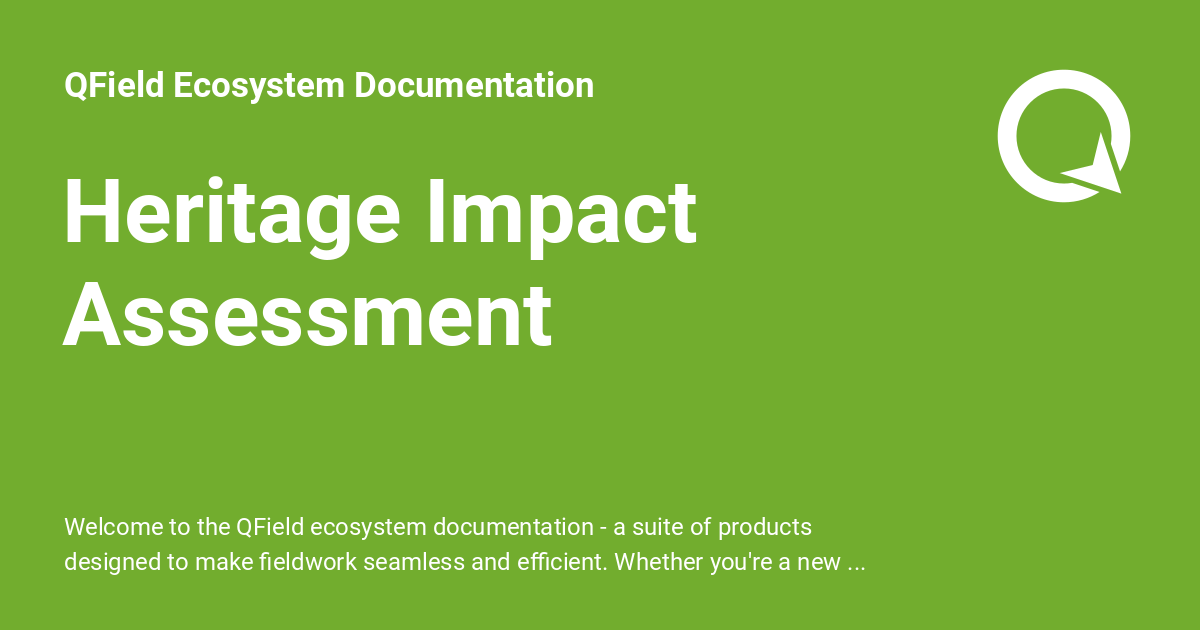 QField Ecosystem Documentation
Heritage Impact
Assessment
Welcome to the QField ecosystem documentation - a suite of products
designed to make fieldwork seamless and efficient. Whether you're a new ...